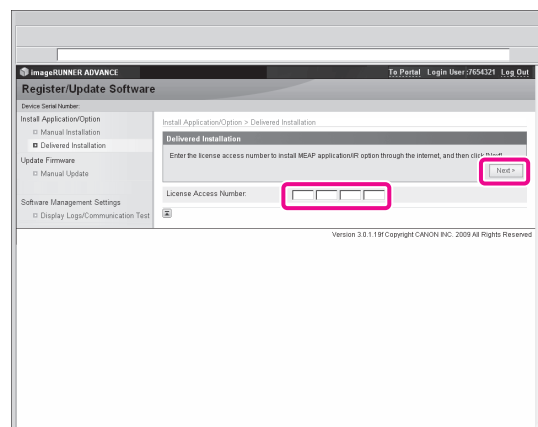 imageRUNNER ADVANCE
To Portal Login User :7654321 Log Out
Register/Update Software
Device Serial Number:
Install Application/Option
Manual Installation
Delivered Installation
Update Firmware
Manual Update
Software Management Settings
Display Logs/Communication Test
Install Application/Option > Delivered Installation
Delivered Installation
Enter the license access number to install MEAP application/iR option through the internet, and then click
Next >
License Access Number:
Version 3.0.1.19f Copyright CANON INC. 2009 All Rights Reserved